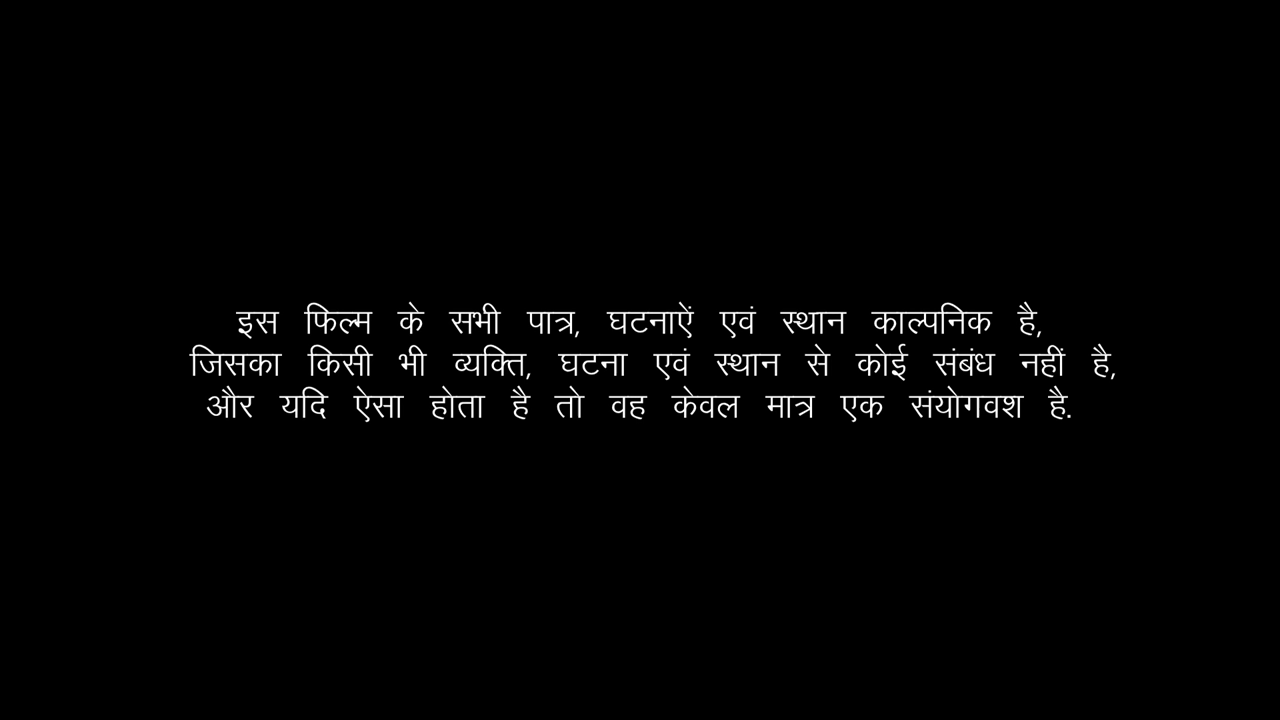 इस फिल्म के सभी पात्र, घटनाऐं एवं स्थान काल्पनिक है,
जिसका किसी भी व्यक्ति, घटना एवं स्थान से कोई संबंध नहीं है,
और यदि ऐसा होता है तो वह केवल मात्र एक संयोगवश है.